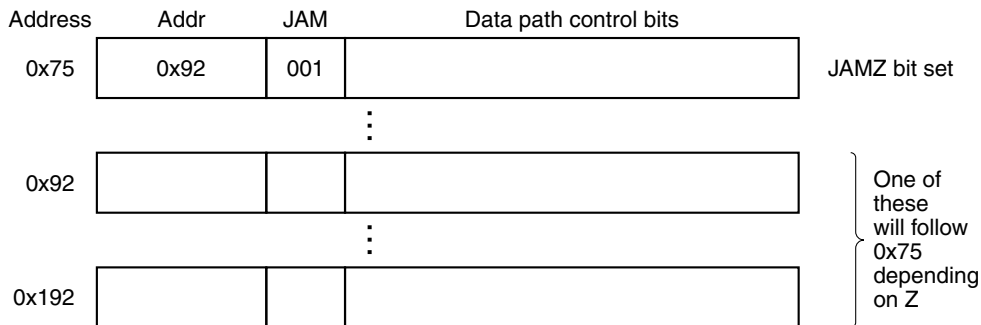 Address Addr JAM Data path control bits
0x75 0x92 001 JAMZ bit set
0x92
One of
these
will follow
0x75
depending
on Z
0x192